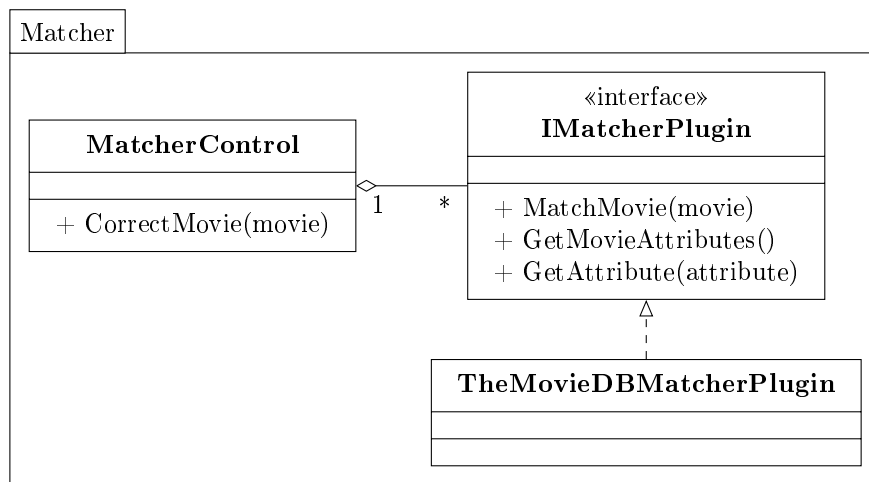 Matcher
MatcherControl
+ CorrectMovie(movie)
1
*
«interface»
IMatcherPlugin
+ MatchMovie(movie)
+ GetMovieAttributes()
+ GetAttribute(attribute)
TheMovieDBMatcherPlugin